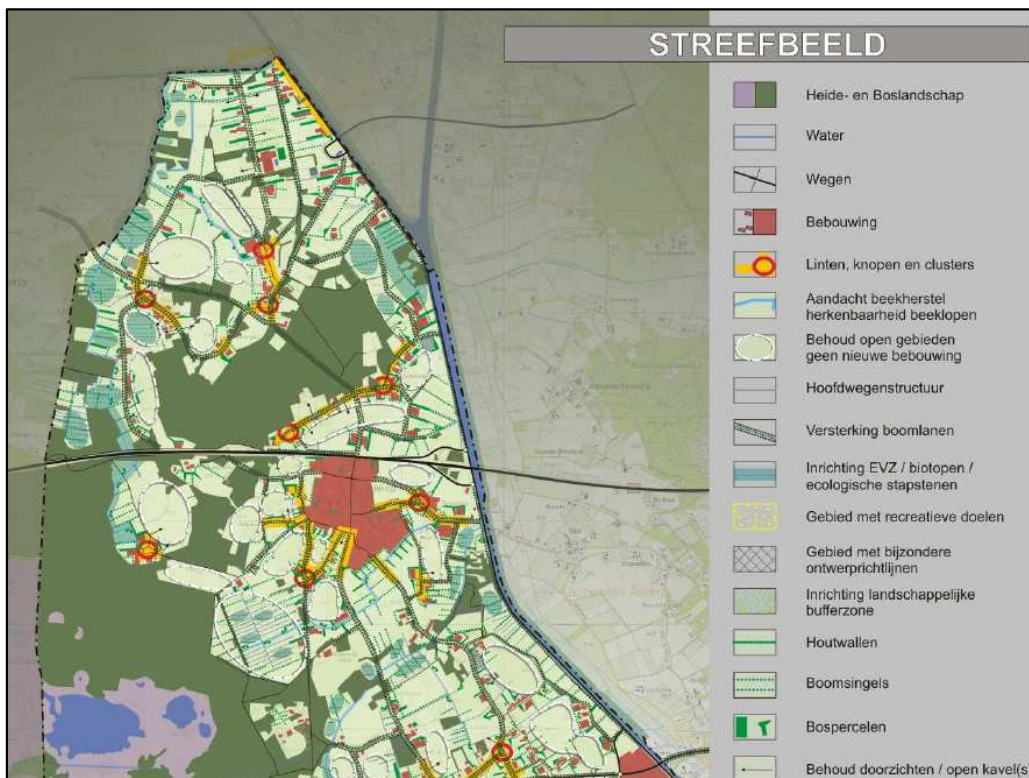 STREEFBEELD
Heide- en Boslandschap
Water
Wegen
Bebouwing
Linten, knopen en clusters
Aandacht beekherstel
herkenbaarheid beeklopen
Behoud open gebieden
geen nieuwe bebouwing
Hoofdwegenstructuur
Versterking boomlanen
Inrichting EVZ / biotopen /
ecologische stapstenen
Gebied met recreatieve doelen
Gebied met bijzondere
ontwerprichtlijnen
Inrichting landschappelijke
bufferzone
Houtwallen
Boomsingels
Bospercelen
Behoud doorzichten / open kavel(s